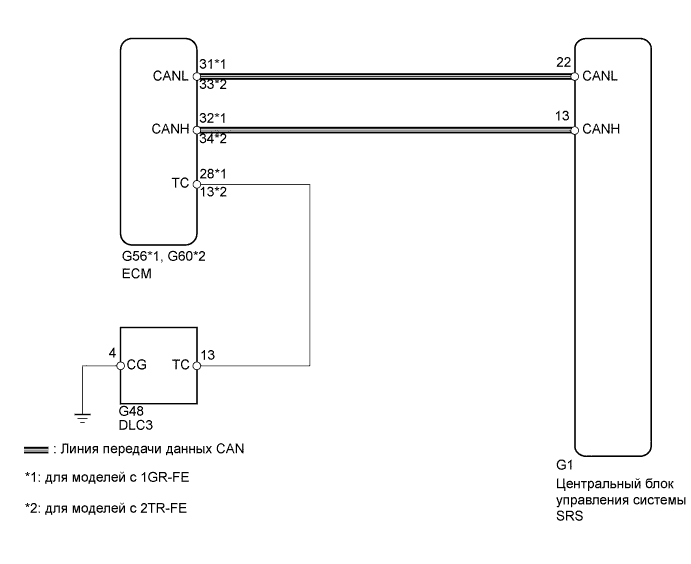 31*1
22
CANL
CANL
33*2
32*1
13
CANH
CANH
34*2
28*1
TC
13*2
G56*1, G60*2
ECM
4
13
CG
TC
G48
DLC3
: Линия передачи данных CAN
G1
*1: для моделей с 1GR-FE
Центральный блок
управления системы
SRS
*2: для моделей с 2TR-FE